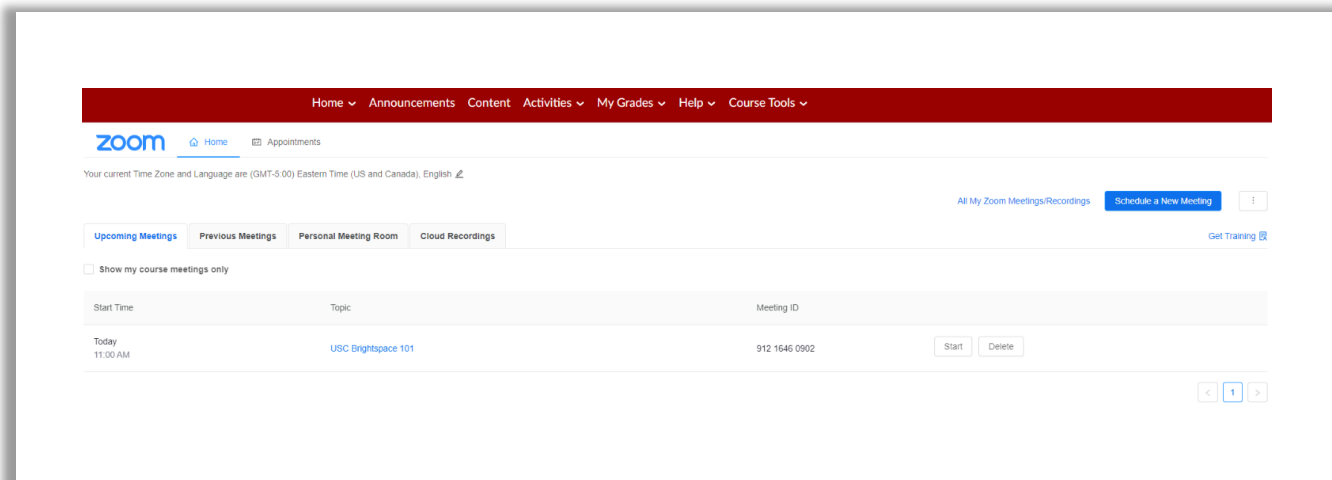 Home Announcements Content Activities My Grades Help Course Tools
zoom Home Appointments
Your current Time Zone and Language are (GMT-5:00) Eastern Time (US and Canada), English
All My Zoom Meetings/Recordings Schedule a New Meeting
Upcoming Meetings Previous Meetings Personal Meeting Room Cloud Recordings Get Training
Show my course meetings only
Start Time Topic Meeting ID
Today
11:00 AM USC Brightspace 101 912 1646 0902 Start Delete
< 1 >